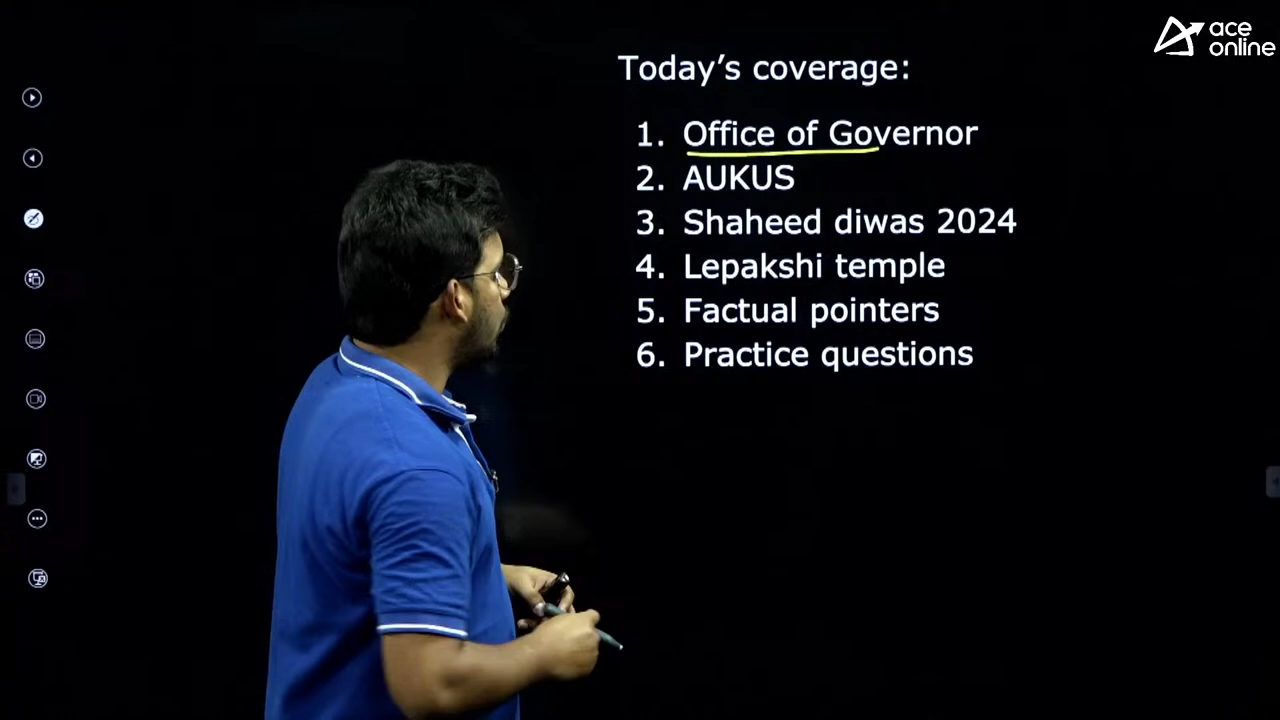 ace
online
Today's coverage:
1. Office of Governor
2. AUKUS
3. Shaheed diwas 2024
4. Lepakshi temple
5. Factual pointers
6. Practice questions